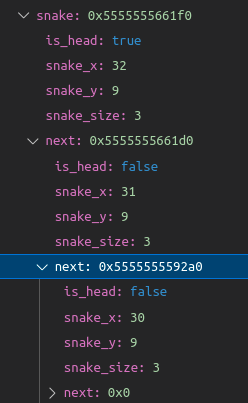 snake: 0x5555555661f0
is_head: true
snake_x: 32
snake_y: 9
snake_size: 3
next: 0x5555555661d0
is_head: false
snake_x: 31
snake_y: 9
snake_size: 3
next: 0x5555555592a0
is_head: false
snake_x: 30
snake_y: 9
snake_size: 3
next: 0x0